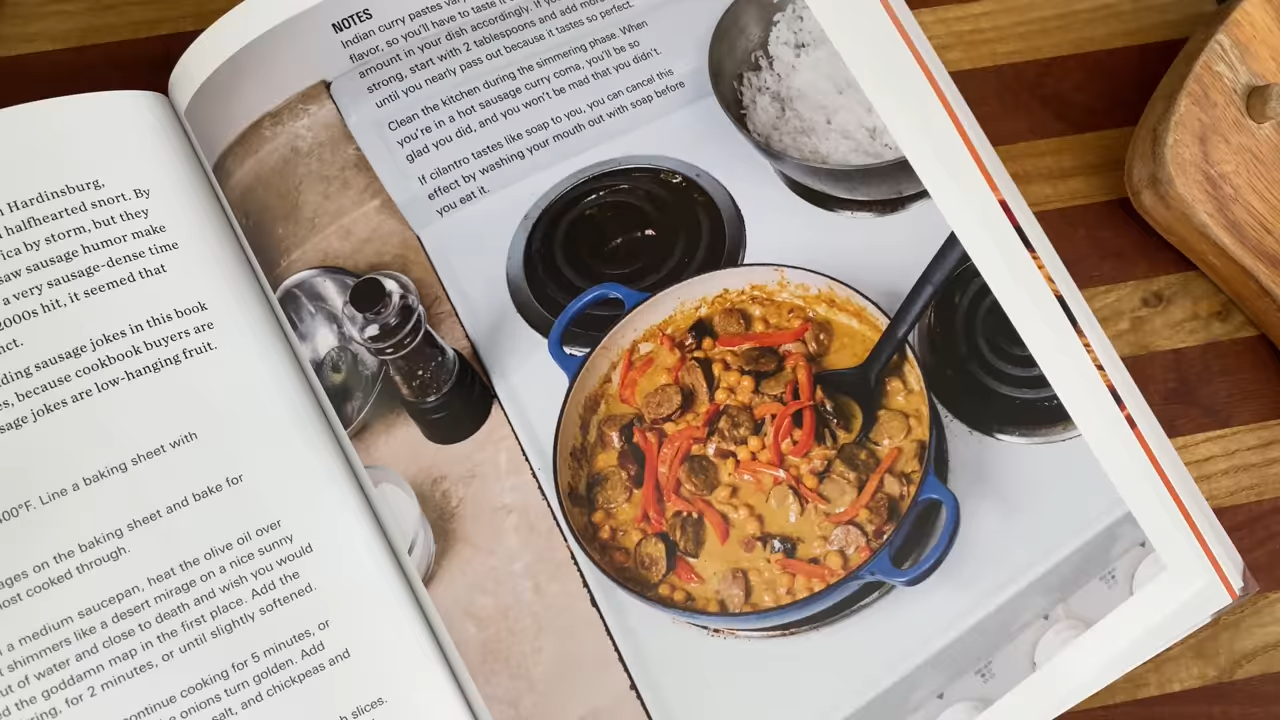 Hardinsburg,
halfhearted snort. By
ica by storm, but they
saw sausage humor make
a very sausage-dense time
2000s hit, it seemed that
nct.
ding sausage jokes in this book
es, because cookbook buyers are
sage jokes are low-hanging fruit.
400°F. Line a baking sheet with
ages on the baking sheet and bake for
ost cooked through.
a medium saucepan, heat the olive oil over
shimmers like a desert mirage on a nice sunny
ut of water and close to death and wish you would
d the goddamn map in the first place. Add the
ring, for 2 minutes, or until slightly softened.
continue cooking for 5 minutes, or
e onions turn golden. Add
salt, and chickpeas and
h slices.
NOTES
Indian curry pastes
flavor, so you'll have to taste it
amount in your dish accordingly. If
strong, start with 2 tablespoons and add more
until you nearly pass out because it tastes so perfect.
Clean the kitchen during the simmering phase. When
you're in a hot sausage curry coma, you'll be so
glad you did, and you won't be mad that you didn't.
If cilantro tastes like soap to you, you can cancel this
effect by washing your mouth out with soap before
you eat it.